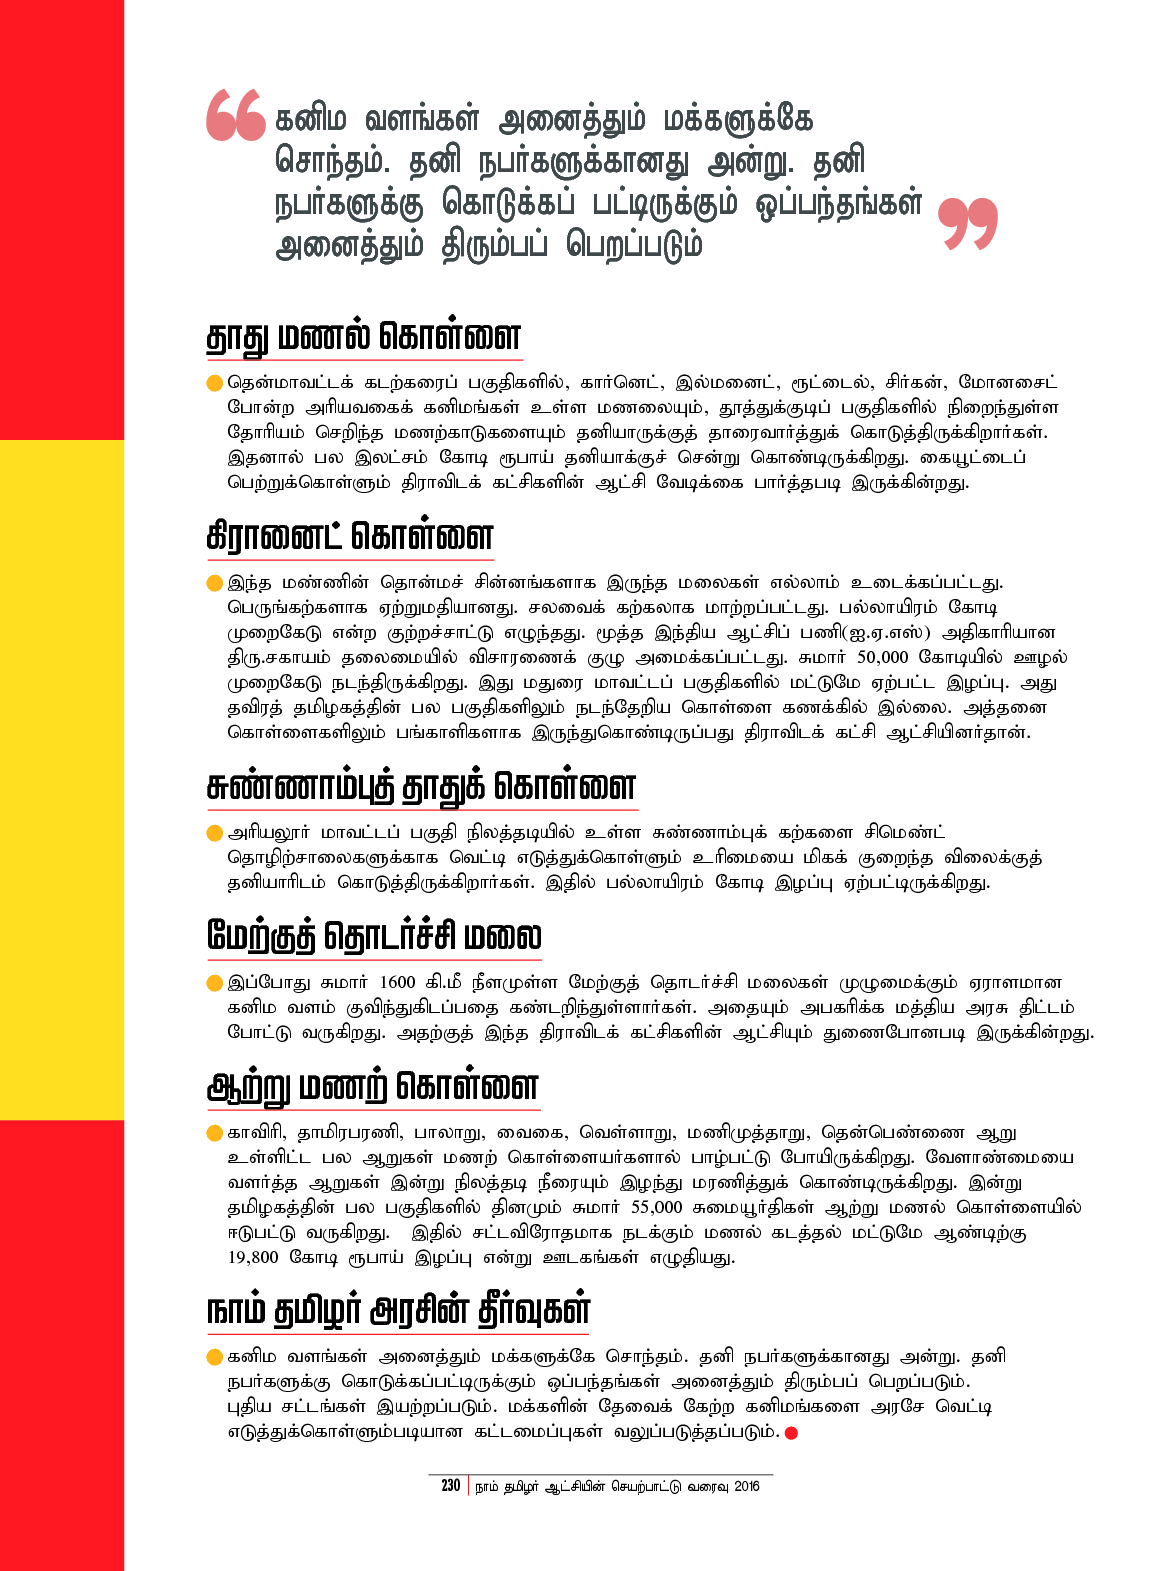 கனிம வளங்கள் அனைத்தும் மக்களுக்கே
சொந்தம். தனி நபர்களுக்கானது அன்று. தனி
நபர்களுக்கு கொடுக்கப் பட்டிருக்கும் ஒப்பந்தங்கள்
அனைத்தும் திரும்பப் பெறப்படும்
தாது மணல் கொள்ளை
தென்மாவட்டக் கடற்கரைப் பகுதிகளில், கார்னெட், இல்மனைட், ரூட்டைல், சிர்கன், மோனசைட்
போன்ற அரியவகைக் கனிமங்கள் உள்ள மணலையும், தூத்துக்குடிப் பகுதிகளில் நிறைந்துள்ள
தோரியம் செறிந்த மணற்காடுகளையும் தனியாருக்குத் தாரைவார்த்துக் கொடுத்திருக்கிறார்கள்.
இதனால் பல இலட்சம் கோடி ரூபாய் தனியாக்குச் சென்று கொண்டிருக்கிறது. கையூட்டைப்
பெற்றுக்கொள்ளும் திராவிடக் கட்சிகளின் ஆட்சி வேடிக்கை பார்த்தபடி இருக்கின்றது.
கிரானைட் கொள்ளை
இந்த மண்ணின் தொன்மச் சின்னங்களாக இருந்த மலைகள் எல்லாம் உடைக்கப்பட்டது.
பெருங்கற்களாக ஏற்றுமதியானது. சலவைக் கற்கலாக மாற்றப்பட்டது. பல்லாயிரம் கோடி
முறைகேடு என்ற குற்றச்சாட்டு எழுந்தது. மூத்த இந்திய ஆட்சிப் பணி(ஐ.ஏ.எஸ்) அதிகாரியான
திரு.சகாயம் தலைமையில் விசாரணைக் குழு அமைக்கப்பட்டது. சுமார் 50,000 கோடியில் ஊழல்
முறைகேடு நடந்திருக்கிறது. இது மதுரை மாவட்டப் பகுதிகளில் மட்டுமே ஏற்பட்ட இழப்பு. அது
தவிரத் தமிழகத்தின் பல பகுதிகளிலும் நடந்தேறிய கொள்ளை கணக்கில் இல்லை. அத்தனை
கொள்ளைகளிலும் பங்காளிகளாக இருந்துகொண்டிருப்பது திராவிடக் கட்சி ஆட்சியினர்தான்.
சுண்ணாம்புத் தாதுக் கொள்ளை
அரியலூர் மாவட்டப் பகுதி நிலத்தடியில் உள்ள சுண்ணாம்புக் கற்களை சிமெண்ட்
தொழிற்சாலைகளுக்காக வெட்டி எடுத்துக்கொள்ளும் உரிமையை மிகக் குறைந்த விலைக்குத்
தனியாரிடம் கொடுத்திருக்கிறார்கள். இதில் பல்லாயிரம் கோடி இழப்பு ஏற்பட்டிருக்கிறது.
மேற்குத் தொடர்ச்சி மலை
இப்போது சுமார் 1600 கி.மீ நீளமுள்ள மேற்குத் தொடர்ச்சி மலைகள் முழுமைக்கும் ஏராளமான
கனிம வளம் குவிந்துகிடப்பதை கண்டறிந்துள்ளார்கள். அதையும் அபகரிக்க மத்திய அரசு திட்டம்
போட்டு வருகிறது. அதற்குத் இந்த திராவிடக் கட்சிகளின் ஆட்சியும் துணைபோனபடி இருக்கின்றது.
ஆற்று மணற் கொள்ளை
காவிரி, தாமிரபரணி, பாலாறு, வைகை, வெள்ளாறு, மணிமுத்தாறு, தென்பெண்ணை ஆறு
உள்ளிட்ட பல ஆறுகள் மணற் கொள்ளையர்களால் பாழ்பட்டு போயிருக்கிறது. வேளாண்மையை
வளர்த்த ஆறுகள் இன்று நிலத்தடி நீரையும் இழந்து மரணித்துக் கொண்டிருக்கிறது. இன்று
தமிழகத்தின் பல பகுதிகளில் தினமும் சுமார் 55,000 சுமையூர்திகள் ஆற்று மணல் கொள்ளையில்
ஈடுபட்டு வருகிறது. இதில் சட்டவிரோதமாக நடக்கும் மணல் கடத்தல் மட்டுமே ஆண்டிற்கு
19,800 கோடி ரூபாய் இழப்பு என்று ஊடகங்கள் எழுதியது.
நாம் தமிழர் அரசின் தீர்வுகள்
கனிம வளங்கள் அனைத்தும் மக்களுக்கே சொந்தம். தனி நபர்களுக்கானது அன்று. தனி
நபர்களுக்கு கொடுக்கப்பட்டிருக்கும் ஒப்பந்தங்கள் அனைத்தும் திரும்பப் பெறப்படும்.
புதிய சட்டங்கள் இயற்றப்படும். மக்களின் தேவைக் கேற்ற கனிமங்களை அரசே வெட்டி
எடுத்துக்கொள்ளும்படியான கட்டமைப்புகள் வலுப்படுத்தப்படும்.
230 நாம் தமிழர் ஆட்சியின் செயற்பாட்டு வரைவு 2016